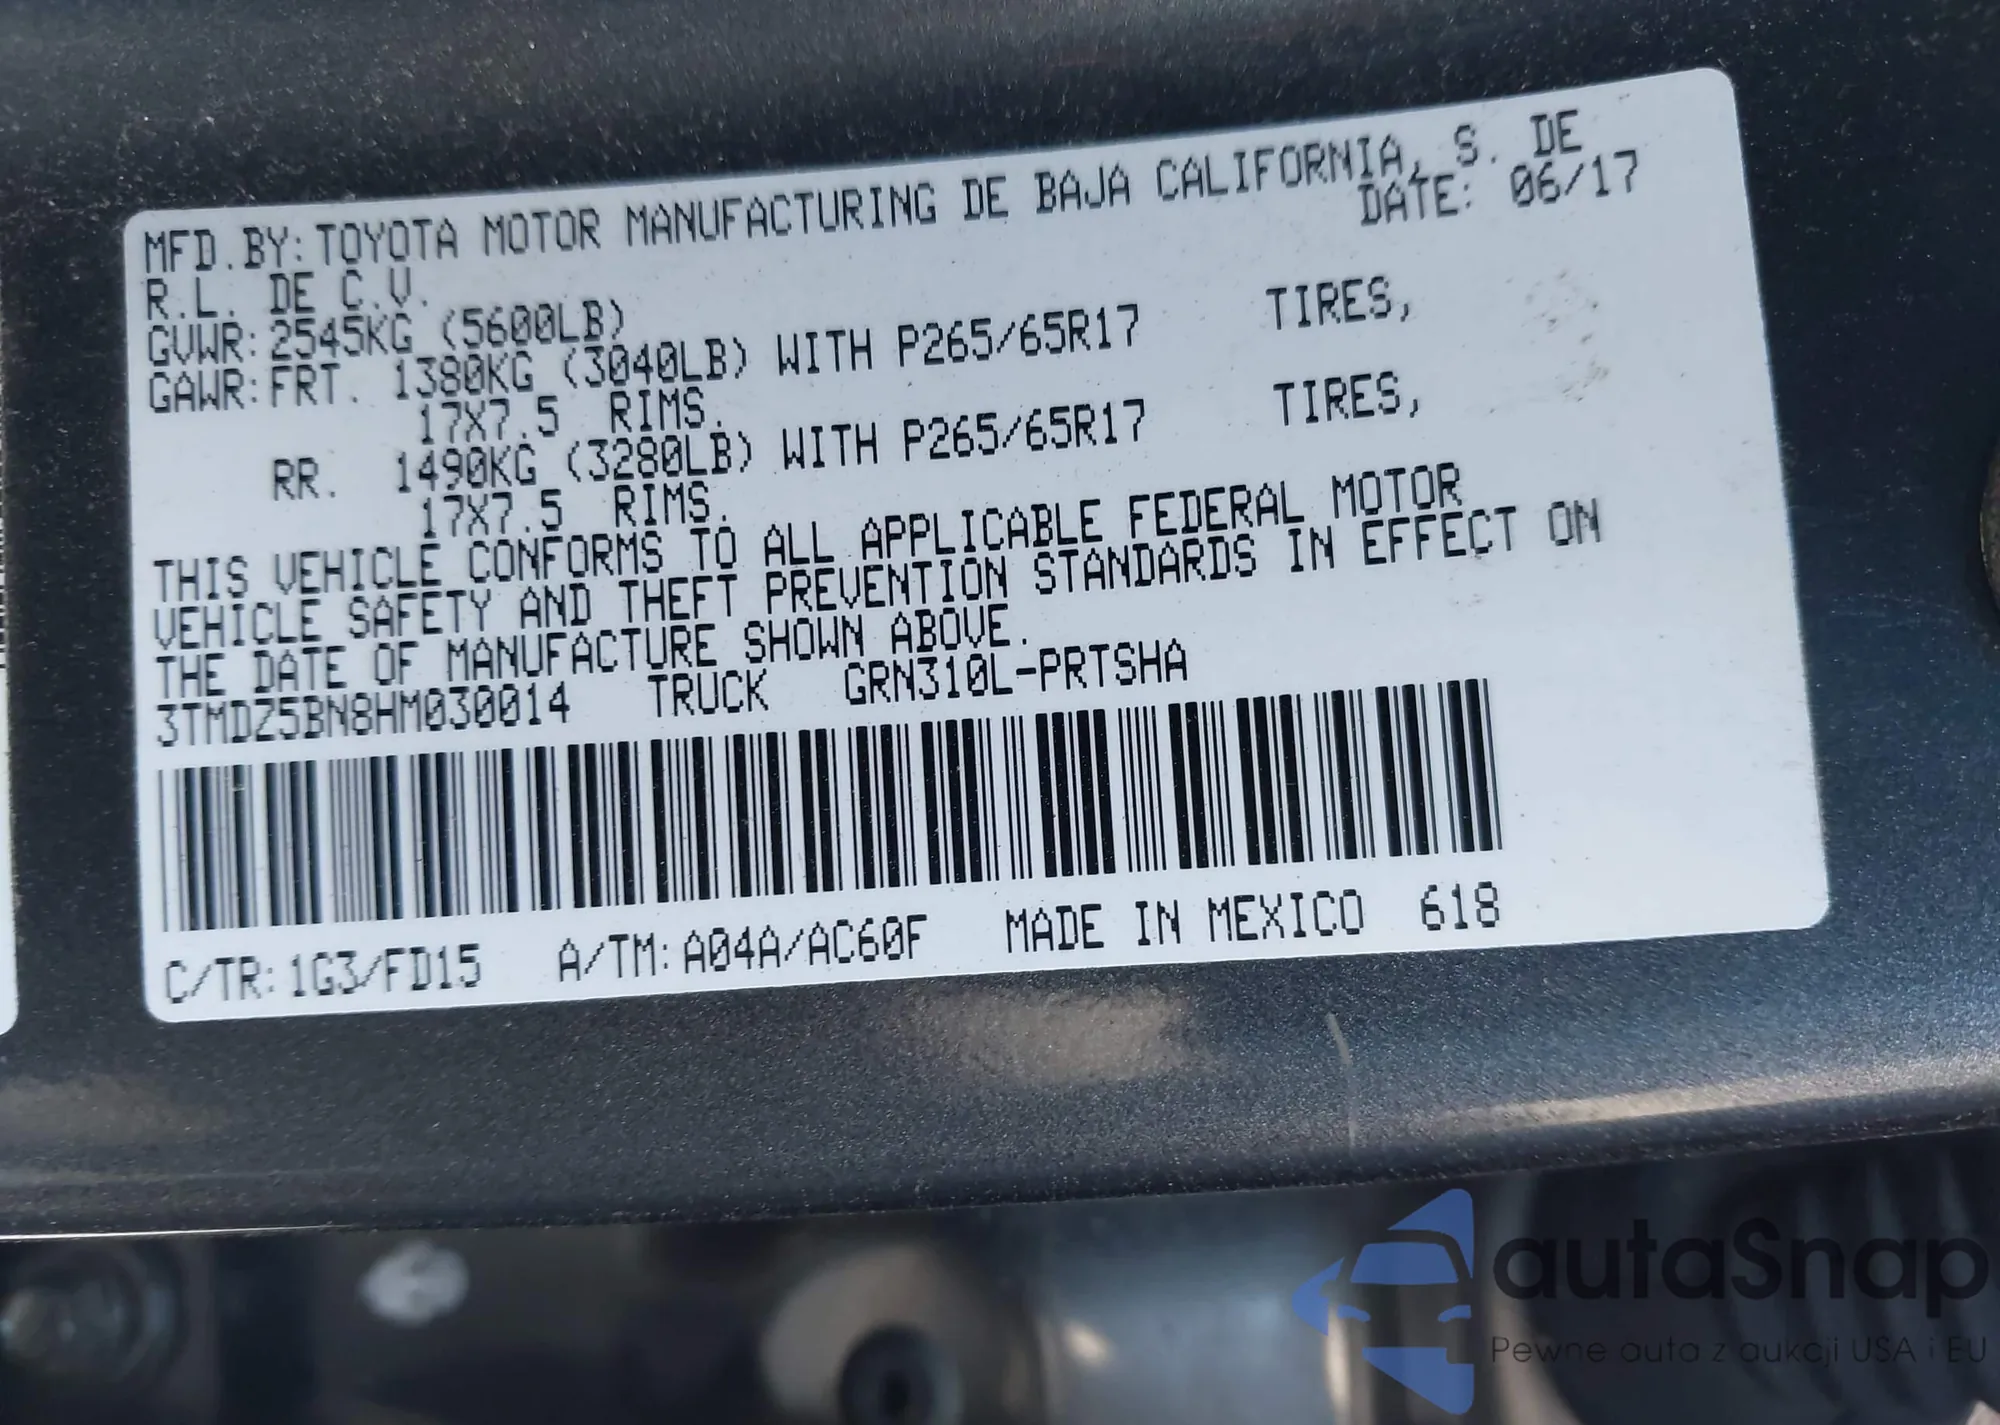 MFD.BY:TOYOTA MOTOR MANUFACTURING DE BAJA CALIFORNIA, S. DE
R.L. DE C.V. DATE: 06/17
GVWR:2545KG (5600LB)
GAWR:FRT. 1380KG (3040LB) WITH P265/65R17 TIRES,
17X7.5 RIMS.
RR. 1490KG (3280LB) WITH P265/65R17 TIRES,
17X7.5 RIMS.
THIS VEHICLE CONFORMS TO ALL APPLICABLE FEDERAL MOTOR
VEHICLE SAFETY AND THEFT PREVENTION STANDARDS IN EFFECT ON
THE DATE OF MANUFACTURE SHOWN ABOVE.
3TMDZ5BN8HM030014 TRUCK GRN310L-PRTSHA
C/TR:1G3/FD15 A/TM:A04A/AC60F MADE IN MEXICO 618
autaSnap
Pewne auta z aukcji USA i EU